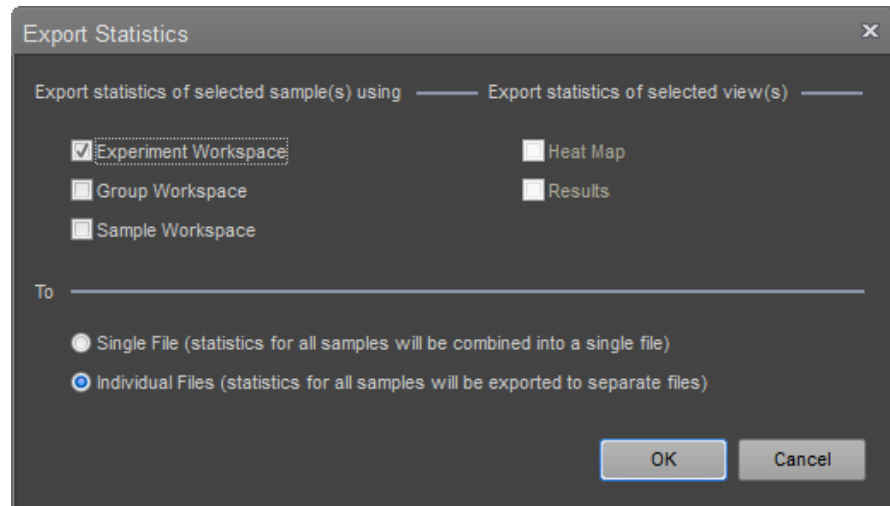 Export Statistics
Export statistics of selected sample(s) using
Export statistics of selected view(s)
Experiment Workspace
Heat Map
Group Workspace
Results
Sample Workspace
To
Single File (statistics for all samples will be combined into a single file)
Individual Files (statistics for all samples will be exported to separate files)
OK
Cancel